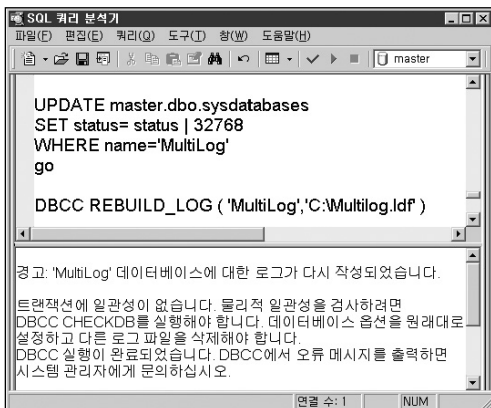 SQL 쿼리 분석기
파일(F) 편집(E) 쿼리(Q) 도구(T) 창(W) 도움말(H)
master
UPDATE master.dbo.sysdatabases
SET status= status | 32768
WHERE name='MultiLog'
go
DBCC REBUILD_LOG ( 'MultiLog','C:\Multilog.ldf' )
경고: 'MultiLog' 데이터베이스에 대한 로그가 다시 작성되었습니다.
트랜잭션에 일관성이 없습니다. 물리적 일관성을 검사하려면
DBCC CHECKDB를 실행해야 합니다. 데이터베이스 옵션을 원래대로
설정하고 다른 로그 파일을 삭제해야 합니다.
DBCC 실행이 완료되었습니다. DBCC에서 오류 메시지를 출력하면
시스템 관리자에게 문의하십시오.
연결 수: 1 NUM